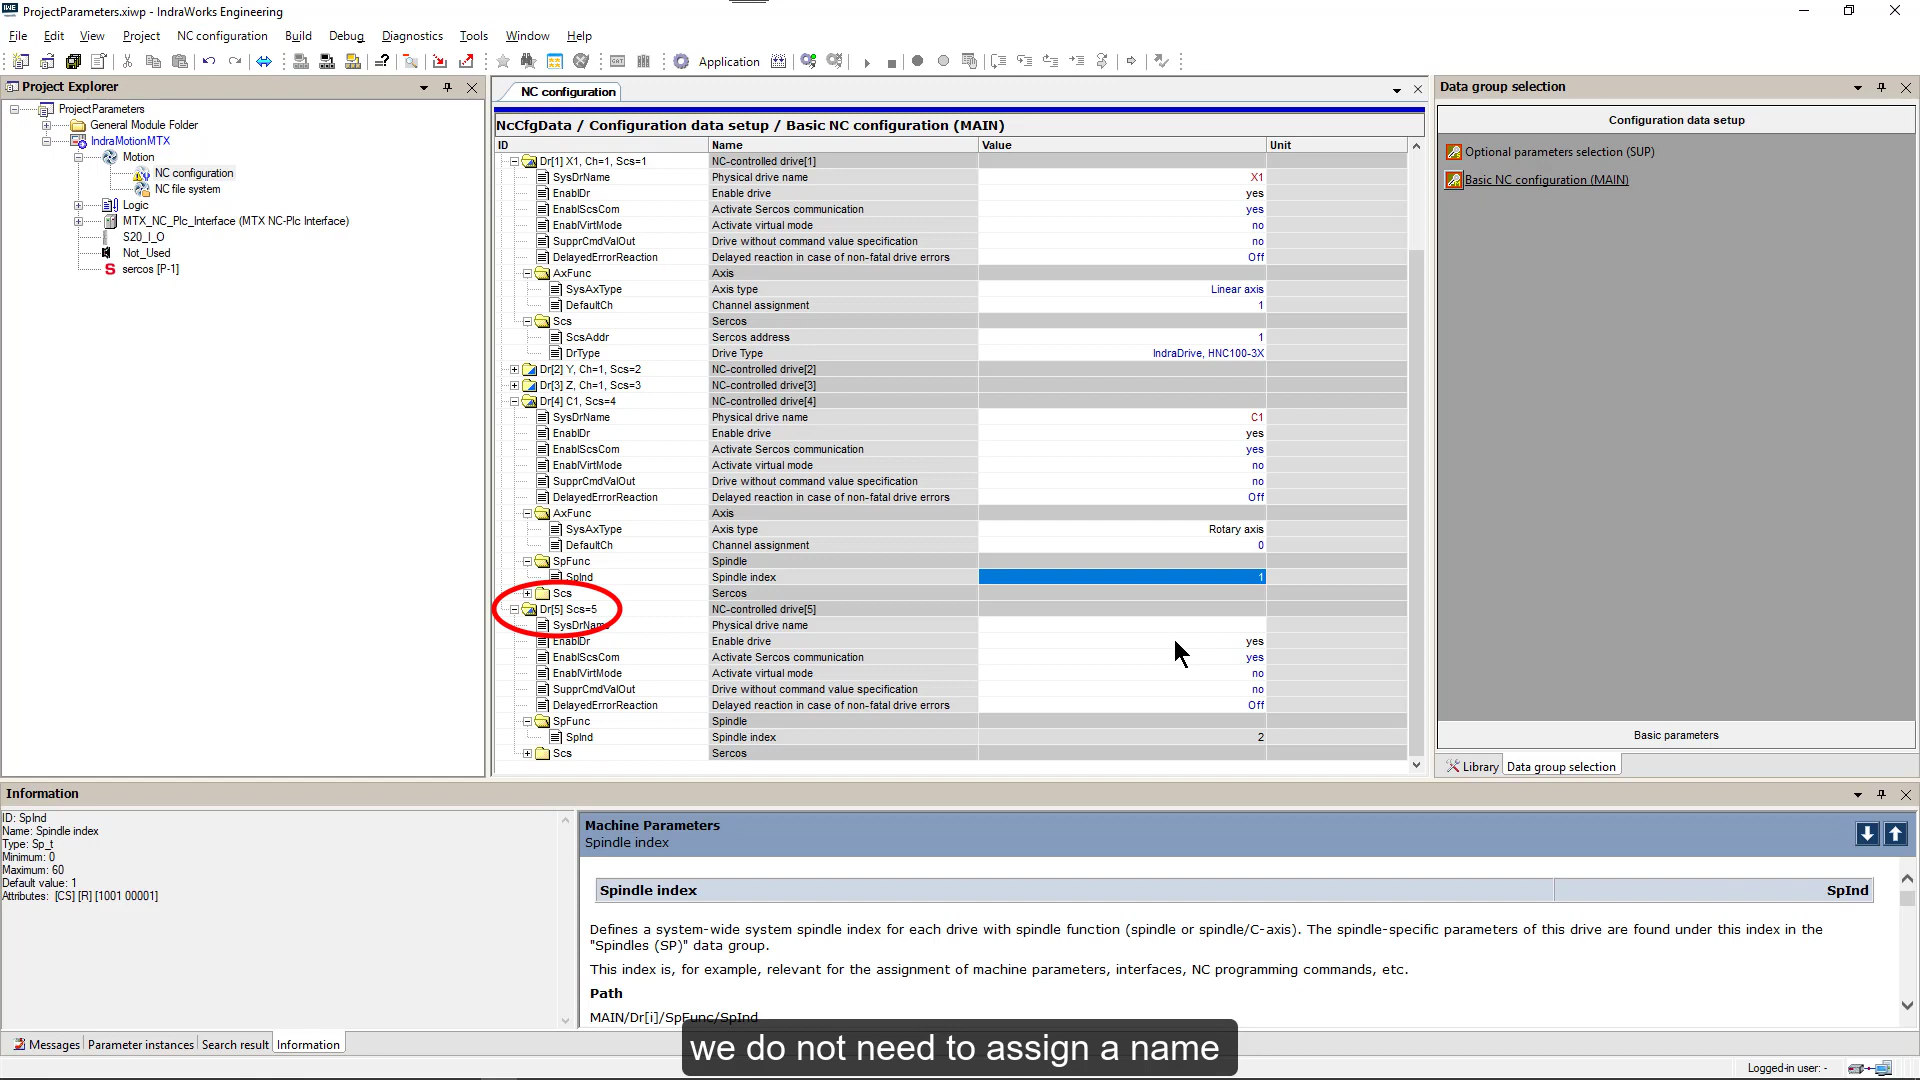 ProjectParameters.xiwp - IndraWorks Engineering
File Edit View Project NC configuration Build Debug Diagnostics Tools Window Help
Application
Project Explorer
ProjectParameters
General Module Folder
IndraMotionMTX
Motion
NC configuration
NC file system
Logic
MTX_NC_Plc_Interface (MTX NC-Plc Interface)
S20_I_O
Not_Used
sercos [P-1]
NC configuration
NcCfgData / Configuration data setup / Basic NC configuration (MAIN)
ID Name Value Unit
Dr[1] X1, Ch=1, Scs=1 NC-controlled drive[1]
SysDrName Physical drive name X1
EnablDr Enable drive yes
EnablScsCom Activate Sercos communication yes
EnablVirtMode Activate virtual mode no
SupprCmdValOut Drive without command value specification no
DelayedErrorReaction Delayed reaction in case of non-fatal drive errors Off
AxFunc Axis
SysAxType Axis type Linear axis
DefaultCh Channel assignment 1
Scs Sercos
ScsAddr Sercos address 1
DrType Drive Type IndraDrive, HNC100-3X
Dr[2] Y, Ch=1, Scs=2 NC-controlled drive[2]
Dr[3] Z, Ch=1, Scs=3 NC-controlled drive[3]
Dr[4] C1, Scs=4 NC-controlled drive[4]
SysDrName Physical drive name C1
EnablDr Enable drive yes
EnablScsCom Activate Sercos communication yes
EnablVirtMode Activate virtual mode no
SupprCmdValOut Drive without command value specification no
DelayedErrorReaction Delayed reaction in case of non-fatal drive errors Off
AxFunc Axis
SysAxType Axis type Rotary axis
DefaultCh Channel assignment 0
SpFunc Spindle
SpInd Spindle index 1
Scs Sercos
Dr[5] Scs=5 NC-controlled drive[5]
SysDrName Physical drive name
EnablDr Enable drive yes
EnablScsCom Activate Sercos communication yes
EnablVirtMode Activate virtual mode no
SupprCmdValOut Drive without command value specification no
DelayedErrorReaction Delayed reaction in case of non-fatal drive errors Off
SpFunc Spindle
SpInd Spindle index 2
Scs Sercos
Data group selection
Configuration data setup
Optional parameters selection (SUP)
Basic NC configuration (MAIN)
Basic parameters
Library Data group selection
Information
ID: SpInd
Name: Spindle index
Type: Sp_t
Minimum: 0
Maximum: 60
Default value: 1
Attributes: [CS] [R] [1001 00001]
Machine Parameters
Spindle index
Spindle index SpInd
Defines a system-wide system spindle index for each drive with spindle function (spindle or spindle/C-axis). The spindle-specific parameters of this drive are found under this index in the
"Spindles (SP)" data group.
This index is, for example, relevant for the assignment of machine parameters, interfaces, NC programming commands, etc.
Path
MAIN/Dr[i]/SpFunc/SpInd
Messages Parameter instances Search result Information
we do not need to assign a name
Logged-in user: -